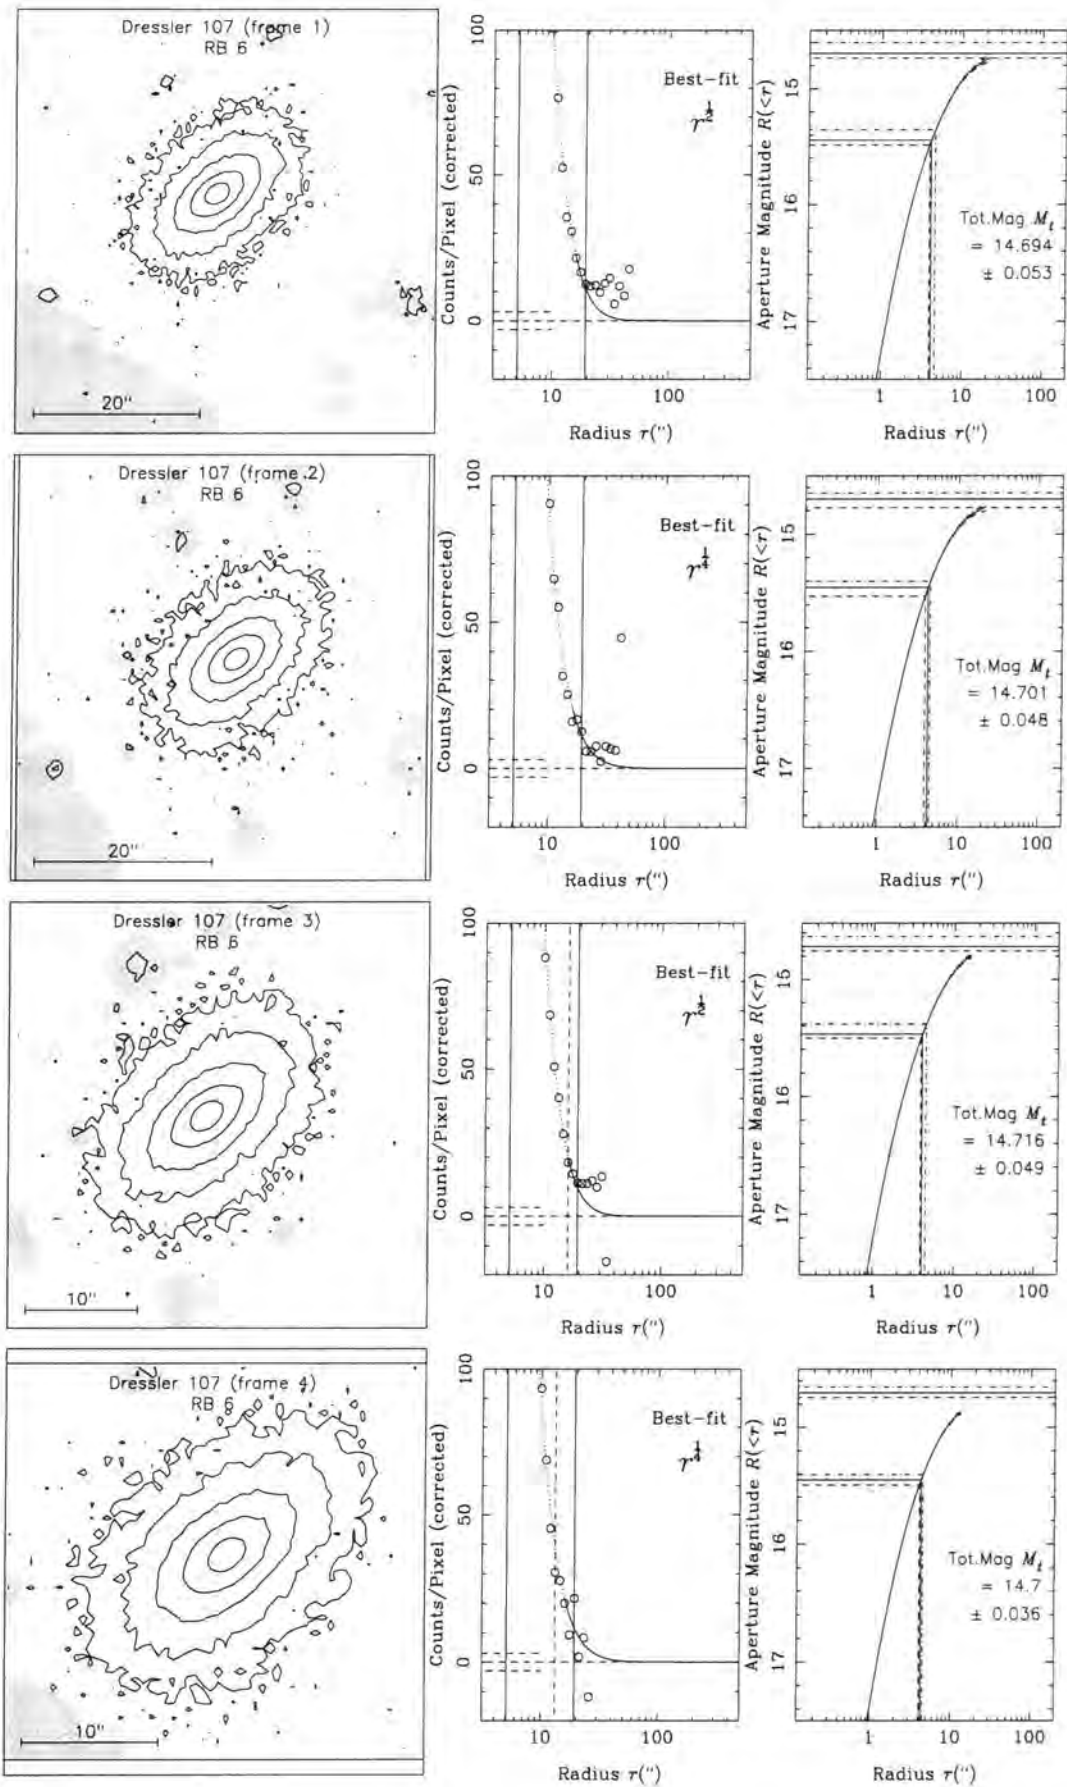 Dressler 107 (frame 1)
RB 6
20"
Counts/Pixel (corrected)
100
50
0
Best-fit
r^{1/2}
10 100
Radius r(")
Aperture Magnitude R(<r)
15
16
17
Tot.Mag M_t
= 14.694
± 0.053
1 10 100
Radius r(")
Dressler 107 (frame 2)
RB 6
20"
Counts/Pixel (corrected)
100
50
0
Best-fit
r^{1/4}
10 100
Radius r(")
Aperture Magnitude R(<r)
15
16
17
Tot.Mag M_t
= 14.701
± 0.048
1 10 100
Radius r(")
Dressler 107 (frame 3)
RB 6
10"
Counts/Pixel (corrected)
100
50
0
Best-fit
r^{1/2}
10 100
Radius r(")
Aperture Magnitude R(<r)
15
16
17
Tot.Mag M_t
= 14.716
± 0.049
1 10 100
Radius r(")
Dressler 107 (frame 4)
RB 6
10"
Counts/Pixel (corrected)
100
50
0
Best-fit
r^{1/4}
10 100
Radius r(")
Aperture Magnitude R(<r)
15
16
17
Tot.Mag M_t
= 14.7
± 0.036
1 10 100
Radius r(")